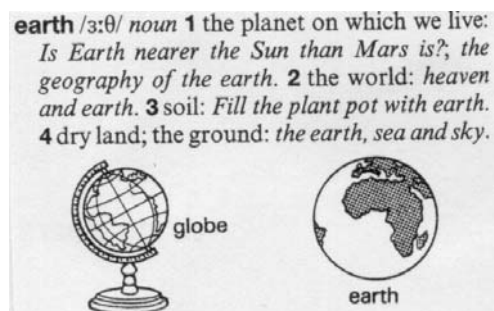 earth /ɜ:θ/ noun 1 the planet on which we live:
Is Earth nearer the Sun than Mars is?; the
geography of the earth. 2 the world: heaven
and earth. 3 soil: Fill the plant pot with earth.
4 dry land; the ground: the earth, sea and sky.
globe
earth